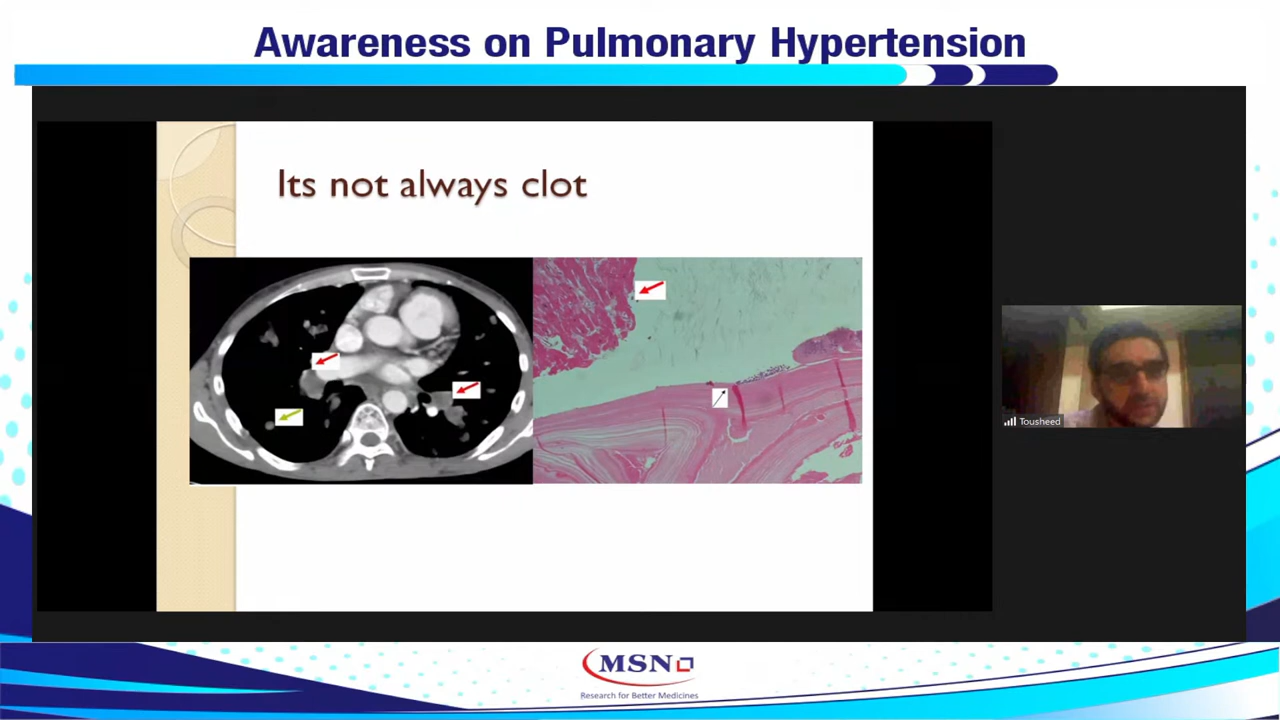 Awareness on Pulmonary Hypertension
Its not always clot
Tousheed
MSN
Research for Better Medicines